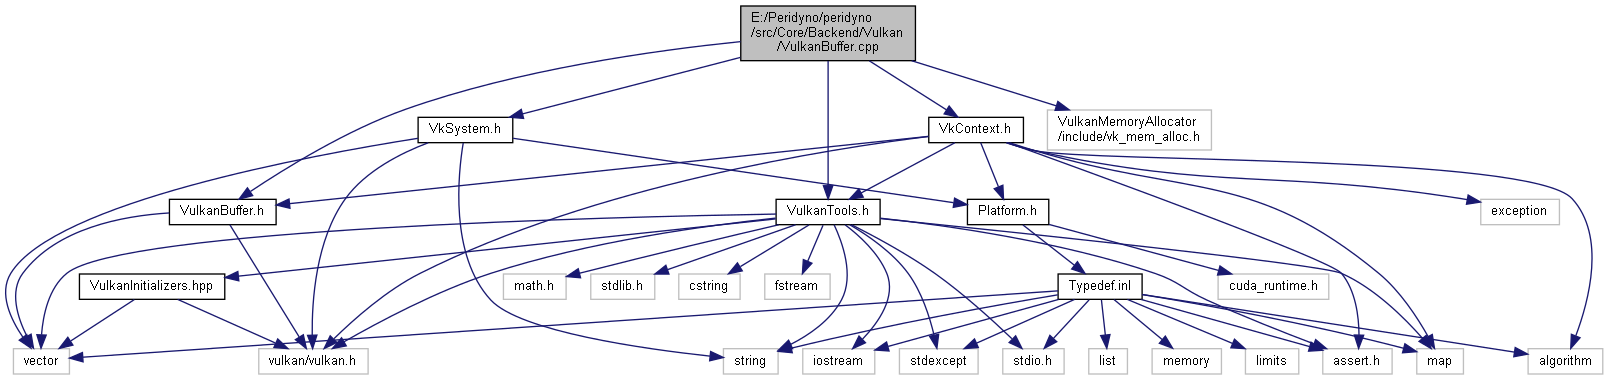 E:/Peridyno/peridyno
/src/Core/Backend/Vulkan
/VulkanBuffer.cpp
VkSystem.h
VkContext.h
VulkanMemoryAllocator
/include/vk_mem_alloc.h
VulkanBuffer.h
VulkanTools.h
Platform.h
exception
VulkanInitializers.hpp
math.h
stdlib.h
cstring
fstream
Typedef.inl
cuda_runtime.h
vector
vulkan/vulkan.h
string
iostream
stdexcept
stdio.h
list
memory
limits
assert.h
map
algorithm